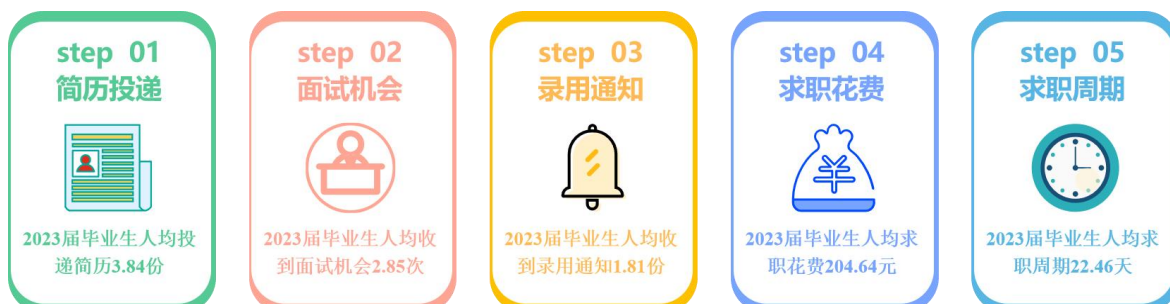 step 01
简历投递
2023届毕业生人均投
递简历3.84份
step 02
面试机会
2023届毕业生人均收
到面试机会2.85次
step 03
录用通知
2023届毕业生人均收
到录用通知1.81份
step 04
求职花费
2023届毕业生人均求
职花费204.64元
step 05
求职周期
2023届毕业生人均求
职周期22.46天